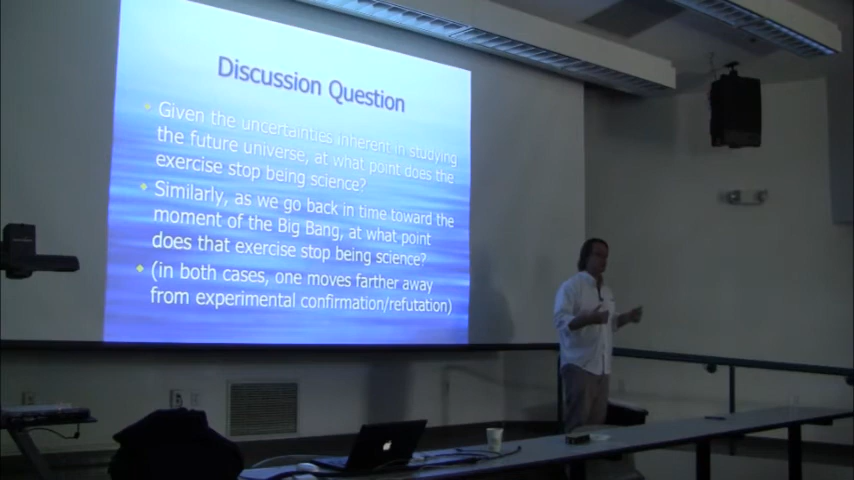 Discussion Question
Given the uncertainties inherent in studying
the future universe, at what point does the
exercise stop being science?
Similarly, as we go back in time toward the
moment of the Big Bang, at what point
does that exercise stop being science?
(in both cases, one moves farther away
from experimental confirmation/refutation)